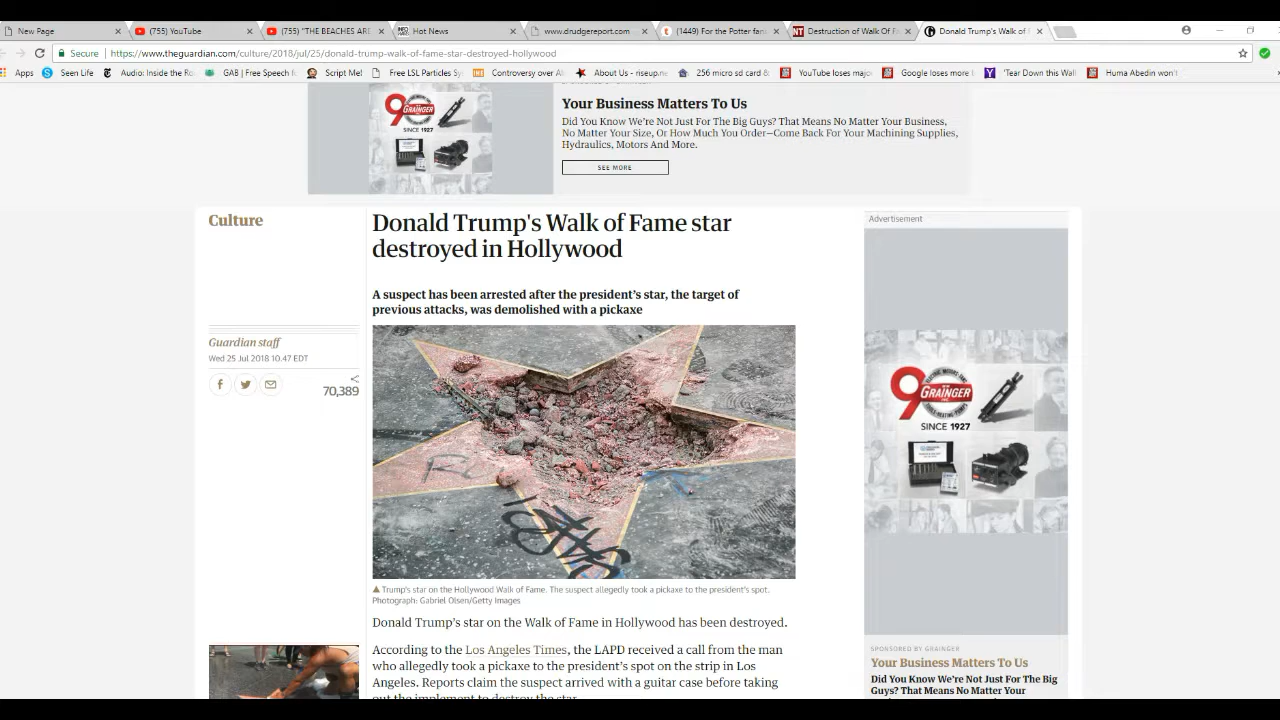 New Page
(755) YouTube
(755) "THE BEACHES ARE
Hot News
www.drudgereport.com
(1449) For the Potter fans
Destruction of Walk Of F
Donald Trump's Walk of
Secure
https://www.theguardian.com/culture/2018/jul/25/donald-trump-walk-of-fame-star-destroyed-hollywood
Apps
Seen Life
Audio: Inside the Ro
GAB | Free Speech
Script Me!
Free LSL Particles Sy
Controversy over Al
About Us - riseup.ne
256 micro sd card &
YouTube loses majo
Google loses more
'Tear Down this Wall
Huma Abedin won't
GRAINGER
SINCE 1927
Your Business Matters To Us
Did You Know We're Not Just For The Big Guys? That Means No Matter Your Business,
No Matter Your Size, Or How Much You Order—Come Back For Your Machining Supplies,
Hydraulics, Motors And More.
SEE MORE
Culture
Donald Trump's Walk of Fame star
destroyed in Hollywood
A suspect has been arrested after the president's star, the target of
previous attacks, was demolished with a pickaxe
Guardian staff
Wed 25 Jul 2018 10.47 EDT
70,389
Trump's star on the Hollywood Walk of Fame. The suspect allegedly took a pickaxe to the president's spot.
Photograph: Gabriel Olsen/Getty Images
Donald Trump's star on the Walk of Fame in Hollywood has been destroyed.
According to the Los Angeles Times, the LAPD received a call from the man
who allegedly took a pickaxe to the president's spot on the strip in Los
Angeles. Reports claim the suspect arrived with a guitar case before taking
out the implement to destroy the star.
Advertisement
GRAINGER
SINCE 1927
SPONSORED BY GRAINGER
Your Business Matters To Us
Did You Know We're Not Just For The Big
Guys? That Means No Matter Your